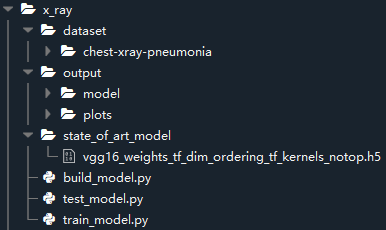 x_ray
dataset
chest-xray-pneumonia
output
model
plots
state_of_art_model
vgg16_weights_tf_dim_ordering_tf_kernels_notop.h5
build_model.py
test_model.py
train_model.py